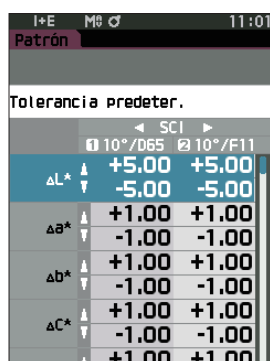 I+E M 11:01
Patrón
Tolerancia predeter.
◄ SCI ►
1 10°/D65 2 10°/F11
ΔL* ▲ +5.00 +5.00
▼ -5.00 -5.00
Δa* ▲ +1.00 +1.00
▼ -1.00 -1.00
Δb* ▲ +1.00 +1.00
▼ -1.00 -1.00
ΔC* ▲ +1.00 +1.00
▼ -1.00 -1.00
▲ +1.00 +1.00